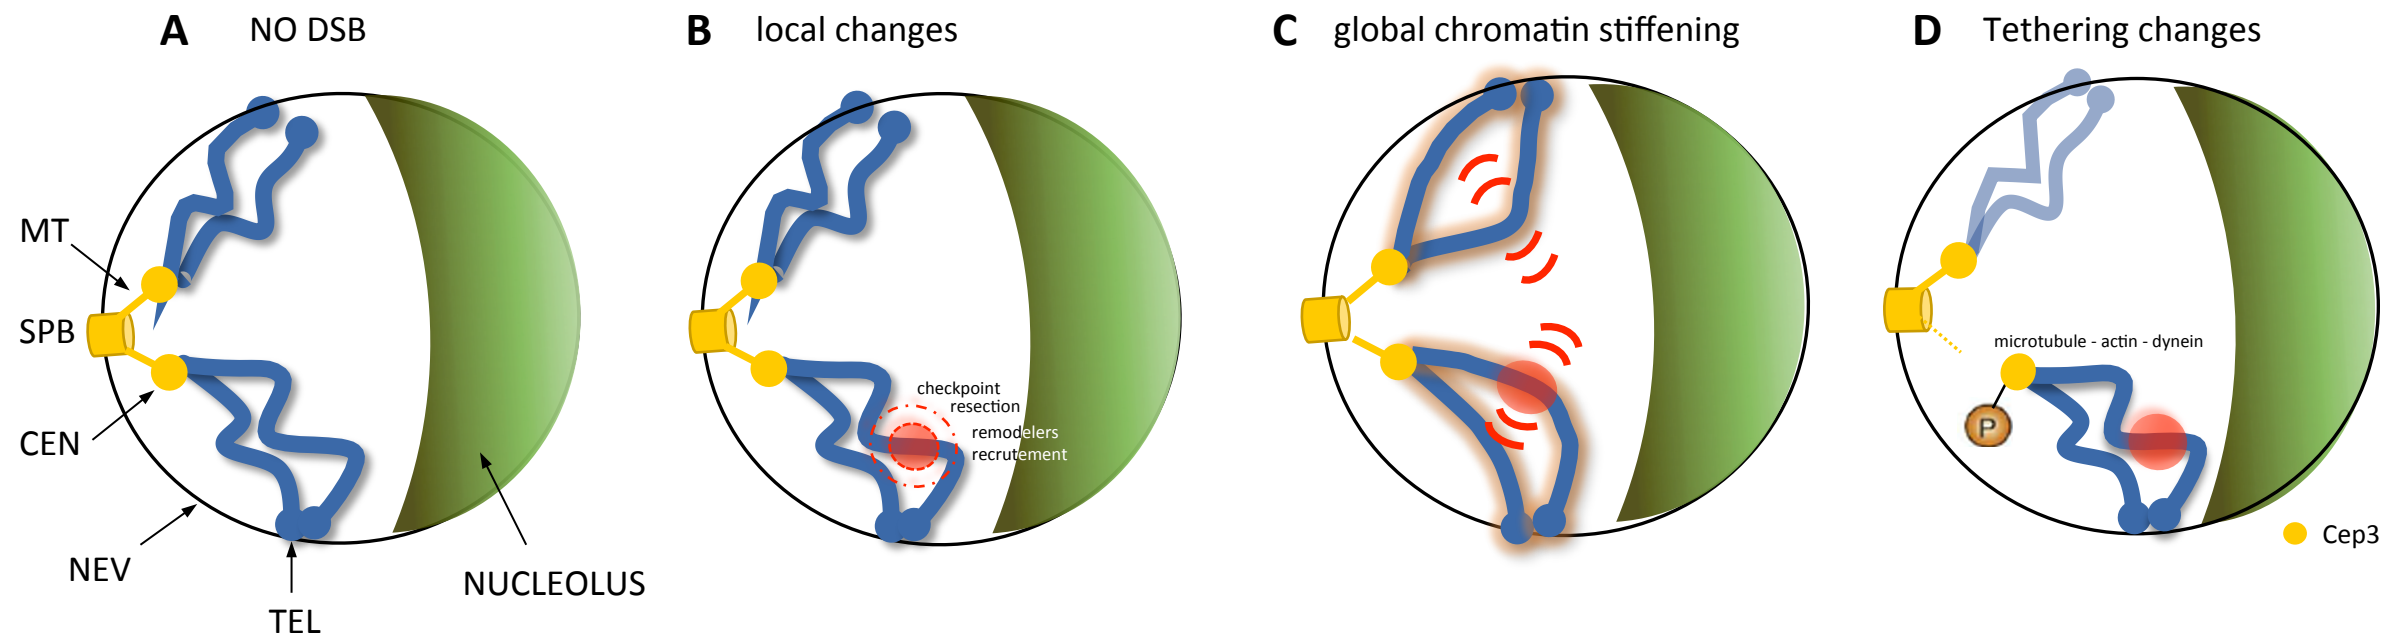 A NO DSB
B local changes
C global chromatin stiffening
D Tethering changes
MT
SPB
CEN
NEV
TEL
NUCLEOLUS
checkpoint
resection
remodelers
recrutement
microtubule - actin - dynein
P
Cep3